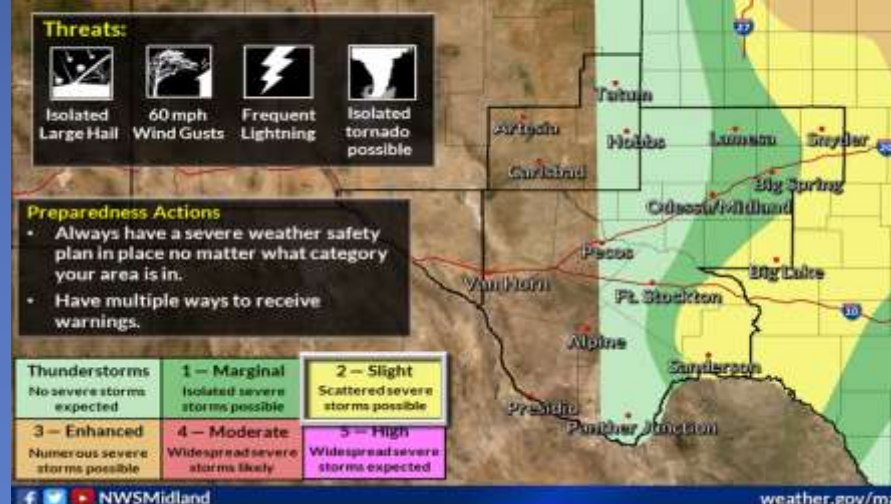 Threats:
Isolated
Large Hail
60 mph
Wind Gusts
Frequent
Lightning
Isolated
tornado
possible
Preparedness Actions
• Always have a severe weather safety
plan in place no matter what category
your area is in.
• Have multiple ways to receive
warnings.
27
Tatum
Artesia
Hobbs
Lamesa
Snyder
20
Carlsbad
Big Spring
Odessa/Midland
Pecos
Van Horn
Big Lake
Ft. Stockton
10
Alpine
Sanderson
Presidio
Panther Junction
Thunderstorms
No severe storms
expected
1 — Marginal
Isolated severe
storms possible
2 — Slight
Scattered severe
storms possible
3 — Enhanced
Numerous severe
storms possible
4 — Moderate
Widespread severe
storms likely
5 — High
Widespread severe
storms expected
NWSMidland